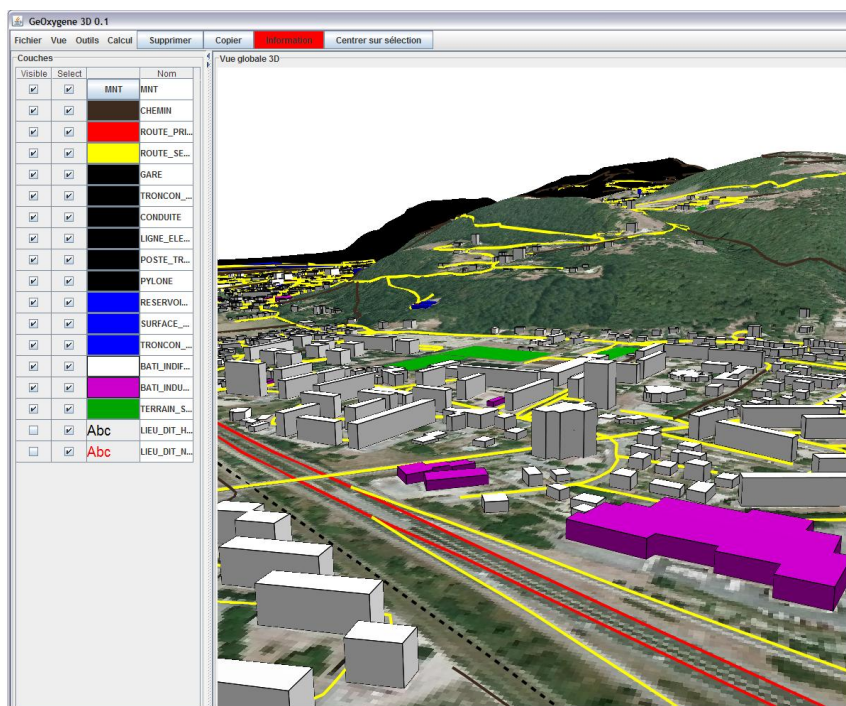 GeOxygene 3D 0.1
Fichier Vue Outils Calcul Supprimer Copier Information Centrer sur sélection
Couches
Vue globale 3D
Visible Select Nom
MNT MNT
CHEMIN
ROUTE_PRI...
ROUTE_SE...
GARE
TRONCON_...
CONDUITE
LIGNE_ELE...
POSTE_TR...
PYLONE
RESERVOI...
SURFACE_...
TRONCON_...
BATI_INDIF...
BATI_INDU...
TERRAIN_S...
Abc LIEU_DIT_H...
Abc LIEU_DIT_N...